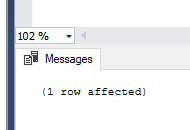 102 %
Messages
(1 row affected)